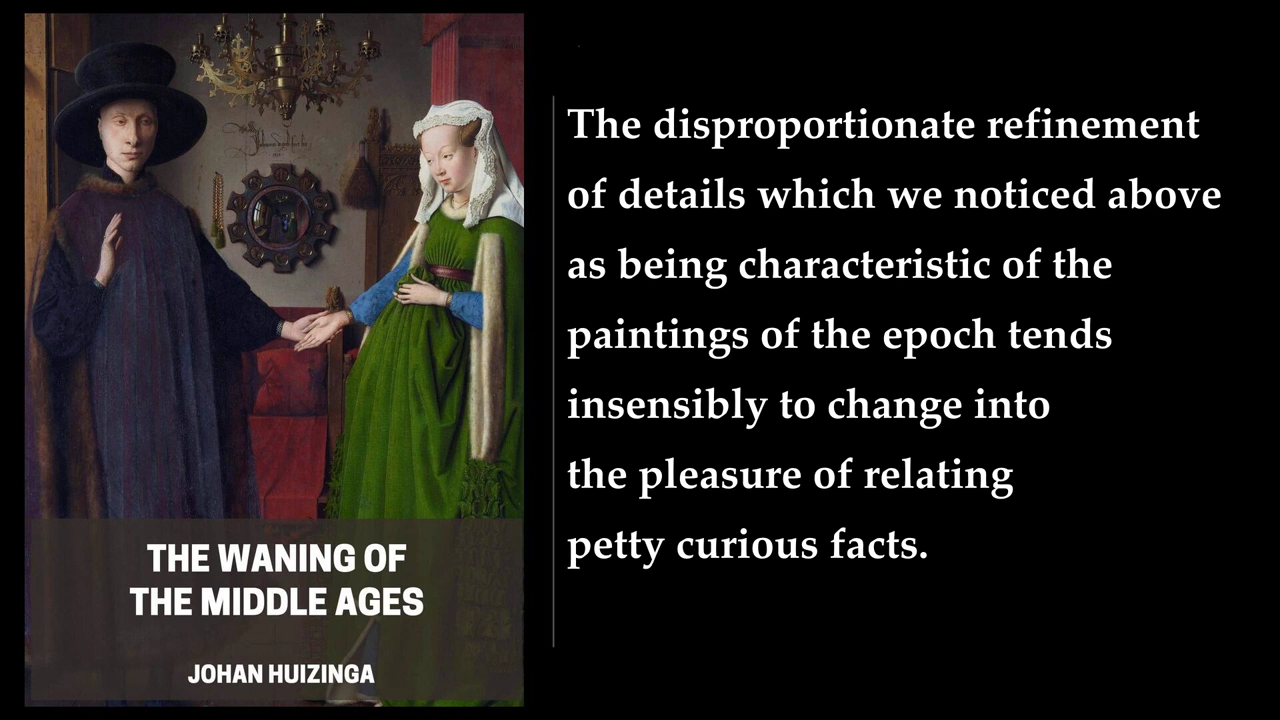 THE WANING OF
THE MIDDLE AGES
JOHAN HUIZINGA
The disproportionate refinement
of details which we noticed above
as being characteristic of the
paintings of the epoch tends
insensibly to change into
the pleasure of relating
petty curious facts.